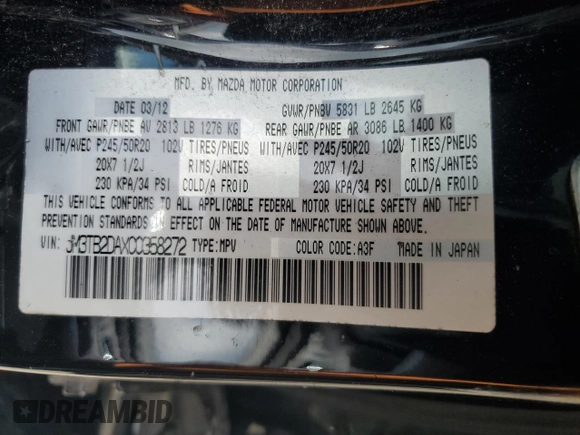 MFD. BY MAZDA MOTOR CORPORATION
DATE 03/12 GVWR/PNBV 5831 LB 2645 KG
FRONT GAWR/PNBE AV 2813 LB 1276 KG REAR GAWR/PNBE AR 3086 LB 1400 KG
WITH/AVEC P245/50R20 102V TIRES/PNEUS WITH/AVEC P245/50R20 102V TIRES/PNEUS
20X7 1/2J RIMS/JANTES 20X7 1/2J RIMS/JANTES
230 KPA/34 PSI COLD/A FROID 230 KPA/34 PSI COLD/A FROID
THIS VEHICLE CONFORMS TO ALL APPLICABLE FEDERAL MOTOR VEHICLE SAFETY AND THEFT
PREVENTION STANDARDS IN EFFECT ON THE DATE OF MANUFACTURE SHOWN ABOVE.
VIN: JM3TB2DAXC0358272 TYPE: MPV COLOR CODE: A3F MADE IN JAPAN
DREAMBID